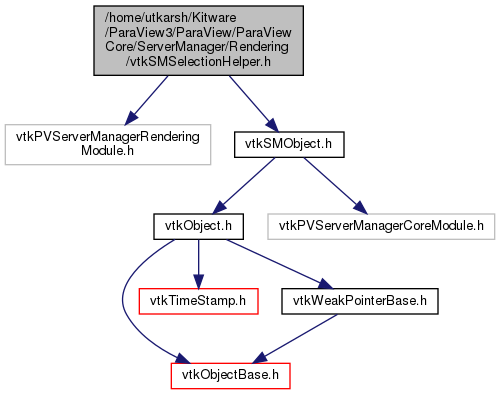 /home/utkarsh/Kitware
/ParaView3/ParaView/ParaView
Core/ServerManager/Rendering
/vtkSMSelectionHelper.h
vtkPVServerManagerRendering
Module.h
vtkSMObject.h
vtkObject.h
vtkPVServerManagerCoreModule.h
vtkTimeStamp.h
vtkWeakPointerBase.h
vtkObjectBase.h